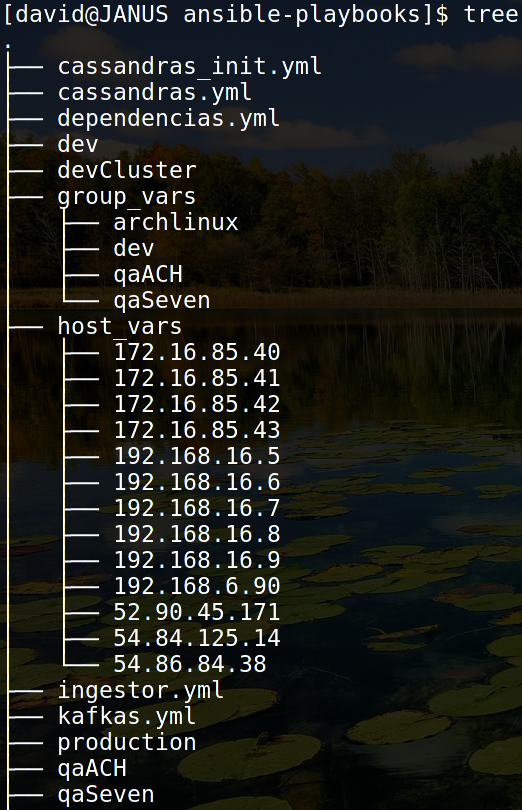 [david@JANUS ansible-playbooks]$ tree
.
├── cassandras_init.yml
├── cassandras.yml
├── dependencias.yml
├── dev
├── devCluster
├── group_vars
│   ├── archlinux
│   ├── dev
│   ├── qaACH
│   └── qaSeven
├── host_vars
│   ├── 172.16.85.40
│   ├── 172.16.85.41
│   ├── 172.16.85.42
│   ├── 172.16.85.43
│   ├── 192.168.16.5
│   ├── 192.168.16.6
│   ├── 192.168.16.7
│   ├── 192.168.16.8
│   ├── 192.168.16.9
│   ├── 192.168.6.90
│   ├── 52.90.45.171
│   ├── 54.84.125.14
│   └── 54.86.84.38
├── ingestor.yml
├── kafkas.yml
├── production
├── qaACH
├── qaSeven